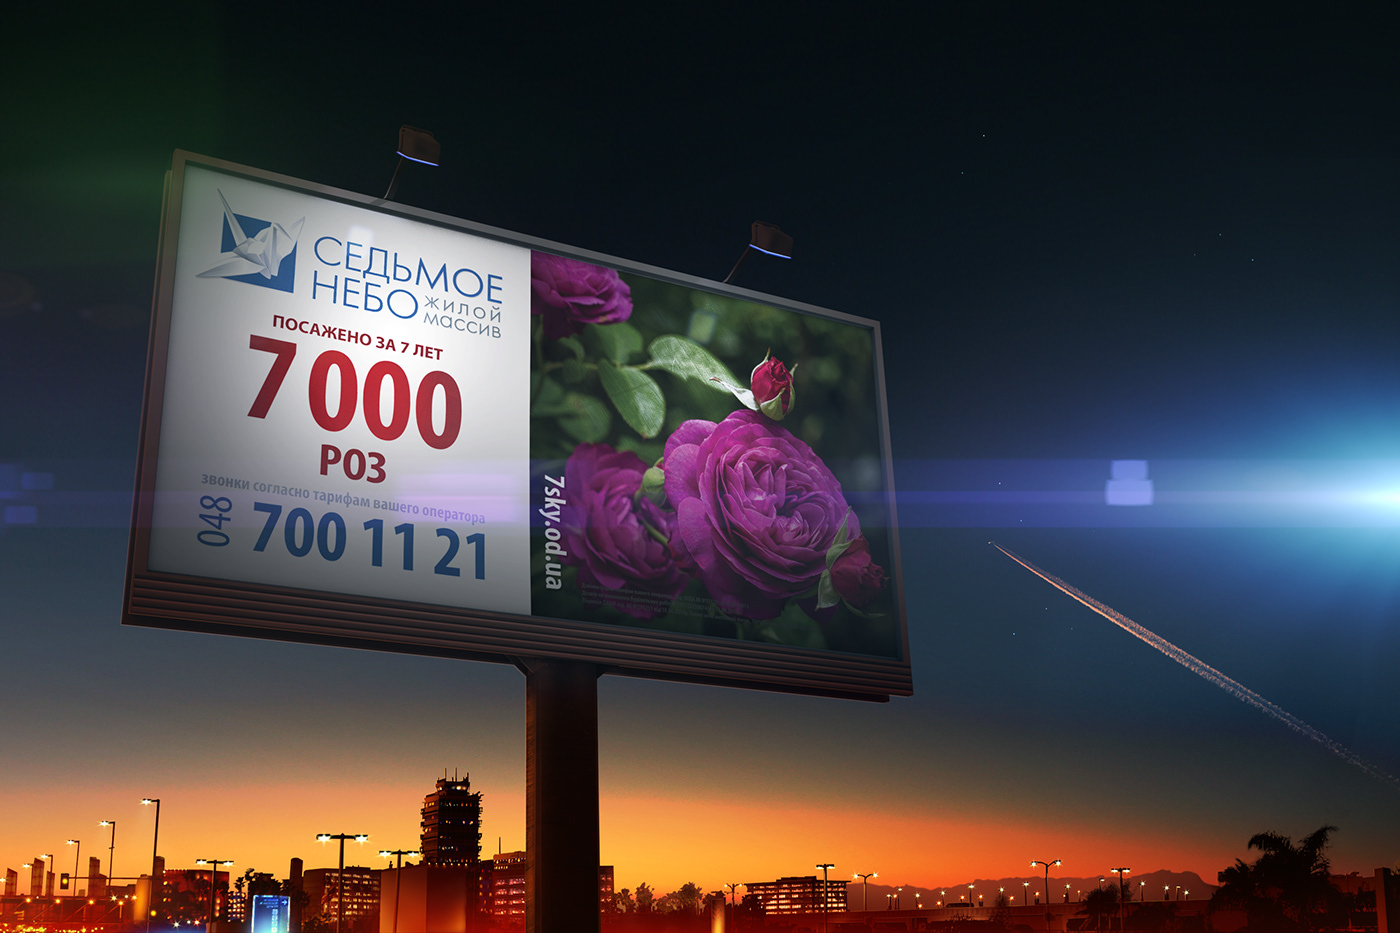 СЕДЬМОЕ
НЕБО
ЖИЛОЙ
МАССИВ
ПОСАЖЕНО ЗА 7 ЛЕТ
7 000
РОЗ
звонки согласно тарифам вашего оператора
048
700 11 21
7sky.od.ua